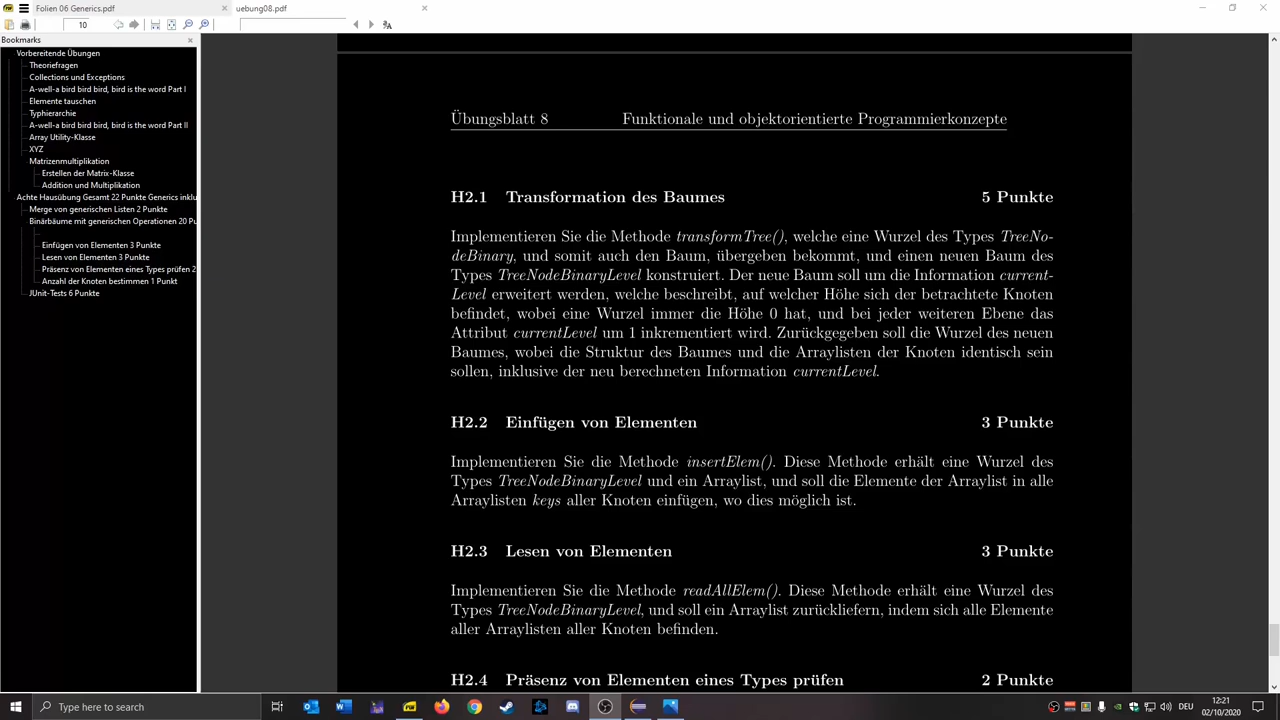 Folien 06 Generics.pdf
uebung08.pdf
10
Bookmarks
Vorbereitende Übungen
Theoriefragen
Collections und Exceptions
A-well-a bird bird bird, bird is the word Part I
Elemente tauschen
Typhierarchie
A-well-a bird bird bird, bird is the word Part II
Array Utility-Klasse
XYZ
Matrizenmultiplikation
Erstellen der Matrix-Klasse
Addition und Multiplikation
Achte Hausübung Gesamt 22 Punkte Generics inklu
Merge von generischen Listen 2 Punkte
Binärbäume mit generischen Operationen 20 Pu
Einfügen von Elementen 3 Punkte
Lesen von Elementen 3 Punkte
Präsenz von Elementen eines Types prüfen 2
Anzahl der Knoten bestimmen 1 Punkt
JUnit-Tests 6 Punkte
Übungsblatt 8 Funktionale und objektorientierte Programmierkonzepte
H2.1 Transformation des Baumes 5 Punkte
Implementieren Sie die Methode transformTree(), welche eine Wurzel des Types TreeNo-
deBinary, und somit auch den Baum, übergeben bekommt, und einen neuen Baum des
Types TreeNodeBinaryLevel konstruiert. Der neue Baum soll um die Information current-
Level erweitert werden, welche beschreibt, auf welcher Höhe sich der betrachtete Knoten
befindet, wobei eine Wurzel immer die Höhe 0 hat, und bei jeder weiteren Ebene das
Attribut currentLevel um 1 inkrementiert wird. Zurückgegeben soll die Wurzel des neuen
Baumes, wobei die Struktur des Baumes und die Arraylisten der Knoten identisch sein
sollen, inklusive der neu berechneten Information currentLevel.
H2.2 Einfügen von Elementen 3 Punkte
Implementieren Sie die Methode insertElem(). Diese Methode erhält eine Wurzel des
Types TreeNodeBinaryLevel und ein Arraylist, und soll die Elemente der Arraylist in alle
Arraylisten keys aller Knoten einfügen, wo dies möglich ist.
H2.3 Lesen von Elementen 3 Punkte
Implementieren Sie die Methode readAllElem(). Diese Methode erhält eine Wurzel des
Types TreeNodeBinaryLevel, und soll ein Arraylist zurückliefern, indem sich alle Elemente
aller Arraylisten aller Knoten befinden.
H2.4 Präsenz von Elementen eines Types prüfen 2 Punkte
Type here to search
DEU
12:21
02/10/2020